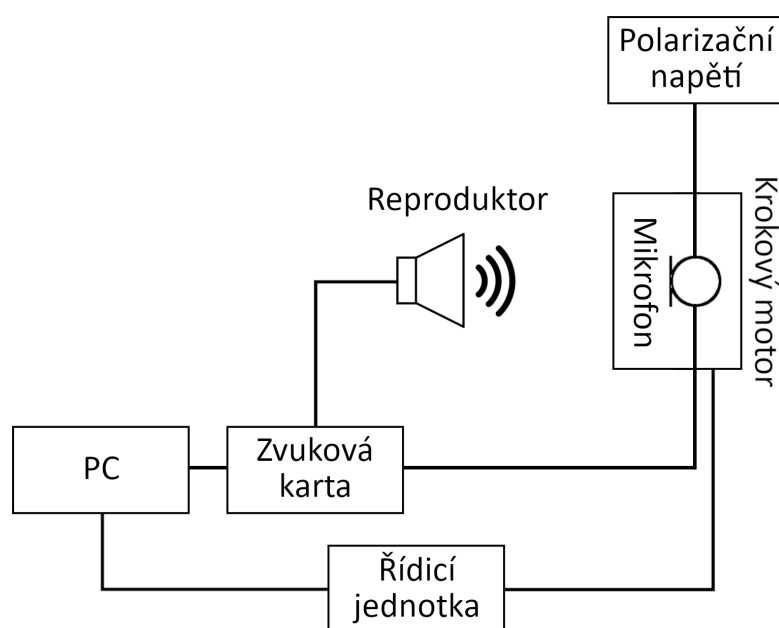 Polarizační
napětí
Reproduktor
Krokový motor
Mikrofon
PC
Zvuková
karta
Řídicí
jednotka